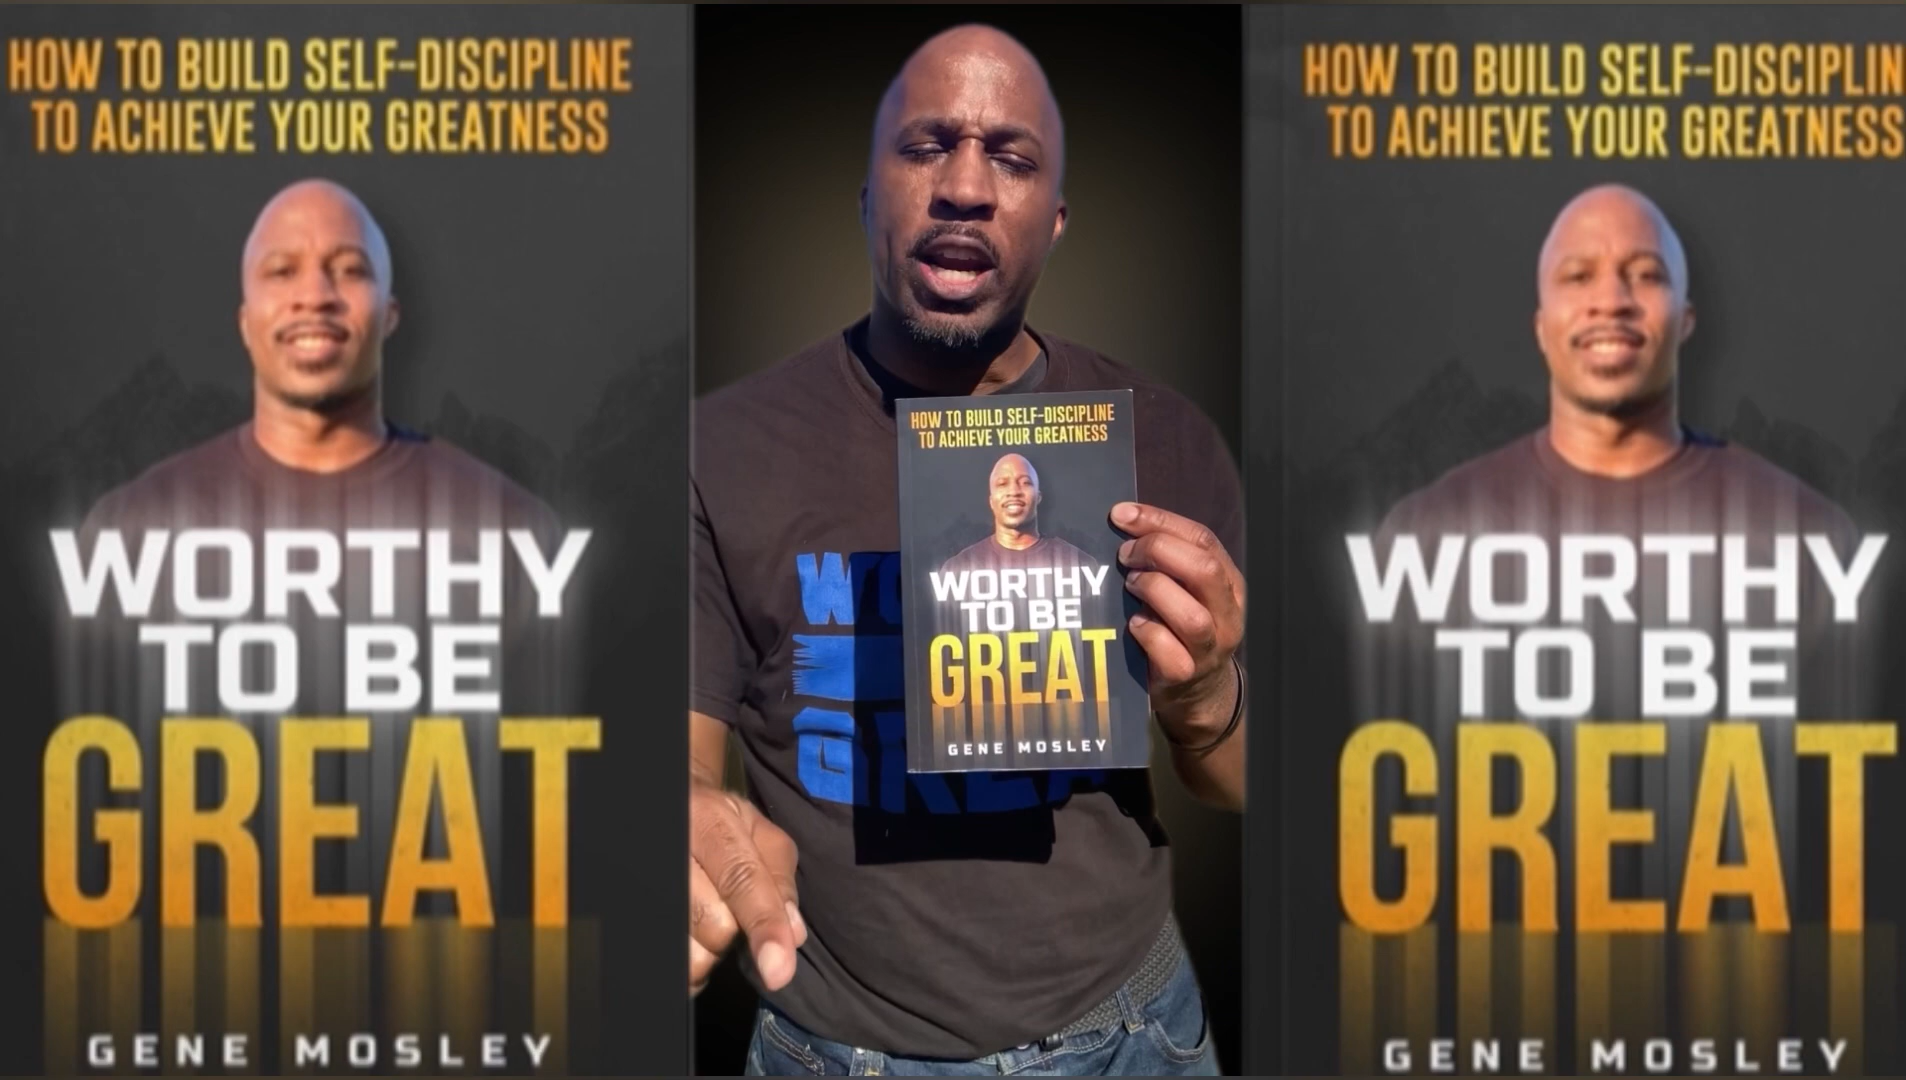 HOW TO BUILD SELF-DISCIPLINE
TO ACHIEVE YOUR GREATNESS
WORTHY
TO BE
GREAT
GENE MOSLEY
HOW TO BUILD SELF-DISCIPLINE
TO ACHIEVE YOUR GREATNESS
WORTHY
TO BE
GREAT
GENE MOSLEY
HOW TO BUILD SELF-DISCIPLIN
TO ACHIEVE YOUR GREATNESS
WORTHY
TO BE
GREAT
GENE MOSLEY